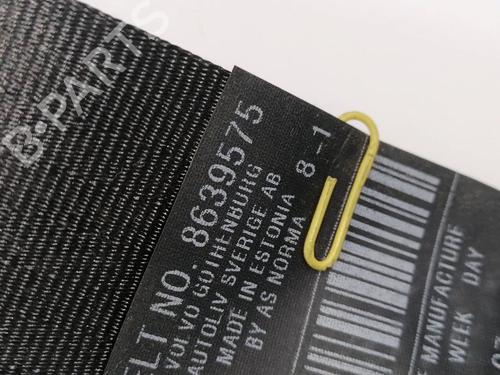 B-PARTS
ELT NO. 8639575
VOLVO GOTHENBURG
AUTOLIV SVERIGE AB
MADE IN ESTONIA
BY AS NORMA 8-1
MANUFACTURE
WEEK DAY